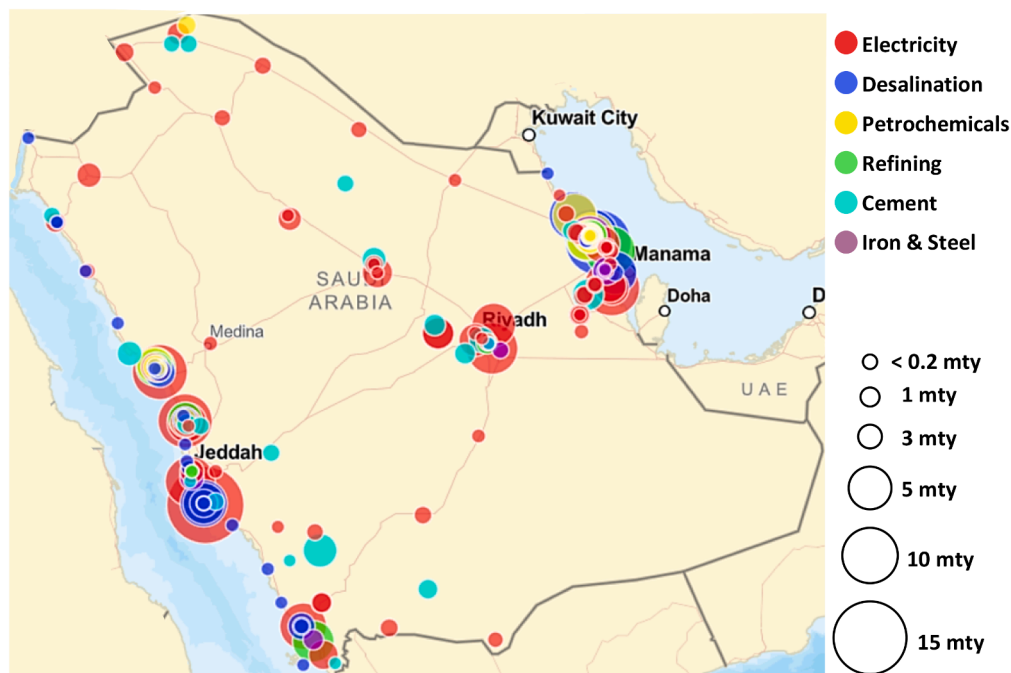 Electricity
Desalination
Petrochemicals
Refining
Cement
Iron & Steel
Kuwait City
Manama
Doha
D
SAUDI
ARABIA
Riyadh
Medina
UAE
Jeddah
< 0.2 mty
1 mty
3 mty
5 mty
10 mty
15 mty